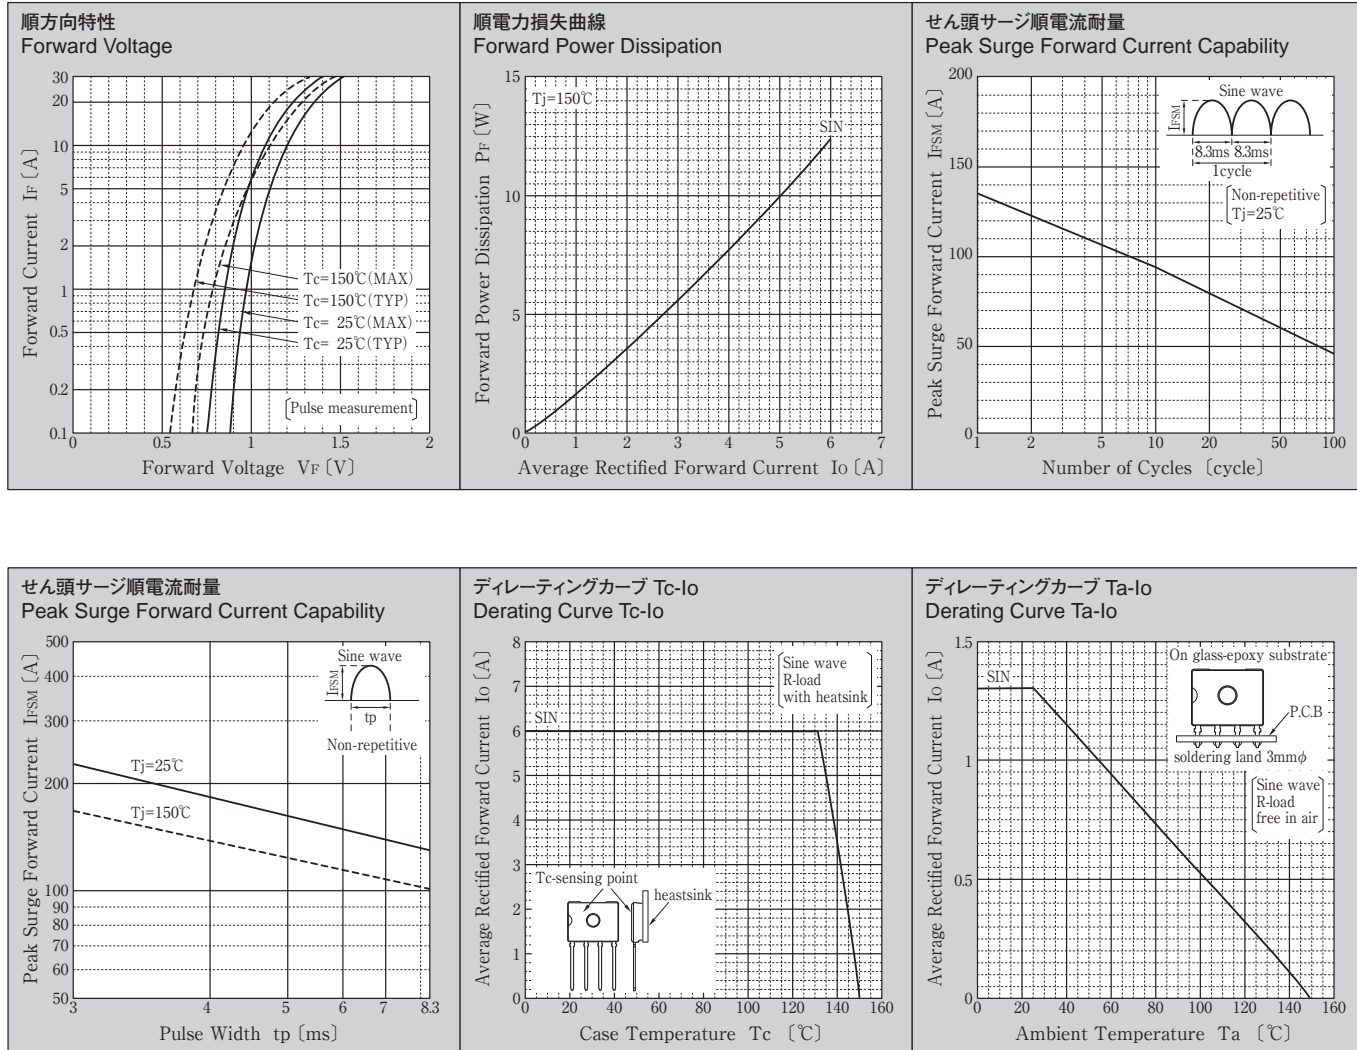 順方向特性
Forward Voltage
30
20
10
5
2
1
0.5
0.2
0.1
0
0.5
1
1.5
2
Forward Current IF〔A〕
Tc=150℃(MAX)
Tc=150℃(TYP)
Tc= 25℃(MAX)
Tc= 25℃(TYP)
[Pulse measurement]
Forward Voltage VF〔V〕
順電力損失曲線
Forward Power Dissipation
15
10
5
0
0
1
2
3
4
5
6
7
Forward Power Dissipation PF〔W〕
Tj=150℃
SIN
Average Rectified Forward Current Io〔A〕
せん頭サージ順電流耐量
Peak Surge Forward Current Capability
200
150
100
50
0
1
2
5
10
20
50
100
Peak Surge Forward Current IFSM〔A〕
Sine wave
IFSM
8.3ms 8.3ms
1cycle
[Non-repetitive
Tj=25℃]
Number of Cycles 〔cycle〕
せん頭サージ順電流耐量
Peak Surge Forward Current Capability
500
400
300
200
100
90
80
70
60
50
3
4
5
6
7
8.3
Peak Surge Forward Current IFSM〔A〕
Sine wave
IFSM
tp
Non-repetitive
Tj=25℃
Tj=150℃
Pulse Width tp〔ms〕
ディレーティングカーブ Tc-Io
Derating Curve Tc-Io
8
7
6
5
4
3
2
1
0
0
20
40
60
80
100
120
140
160
Average Rectified Forward Current Io〔A〕
[Sine wave
R-load
with heatsink]
SIN
Tc-sensing point
heastsink
Case Temperature Tc 〔℃〕
ディレーティングカーブ Ta-Io
Derating Curve Ta-Io
1.5
1
0.5
0
0
20
40
60
80
100
120
140
160
Average Rectified Forward Current Io〔A〕
SIN
On glass-epoxy substrate
P.C.B
soldering land 3mmφ
[Sine wave
R-load
free in air]
Ambient Temperature Ta 〔℃〕